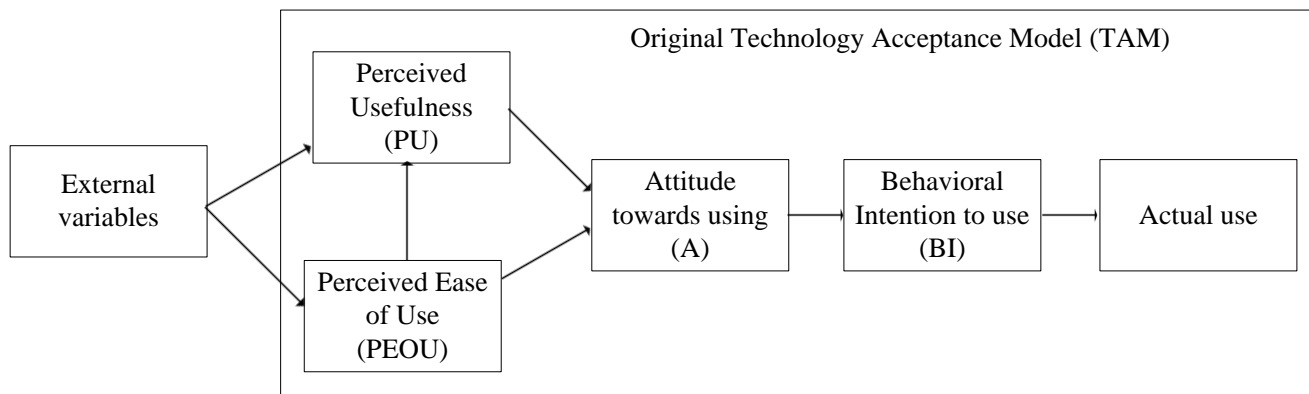 Original Technology Acceptance Model (TAM)
Perceived
Usefulness
(PU)
External
variables
Attitude
towards using
(A)
Behavioral
Intention to use
(BI)
Actual use
Perceived Ease
of Use
(PEOU)